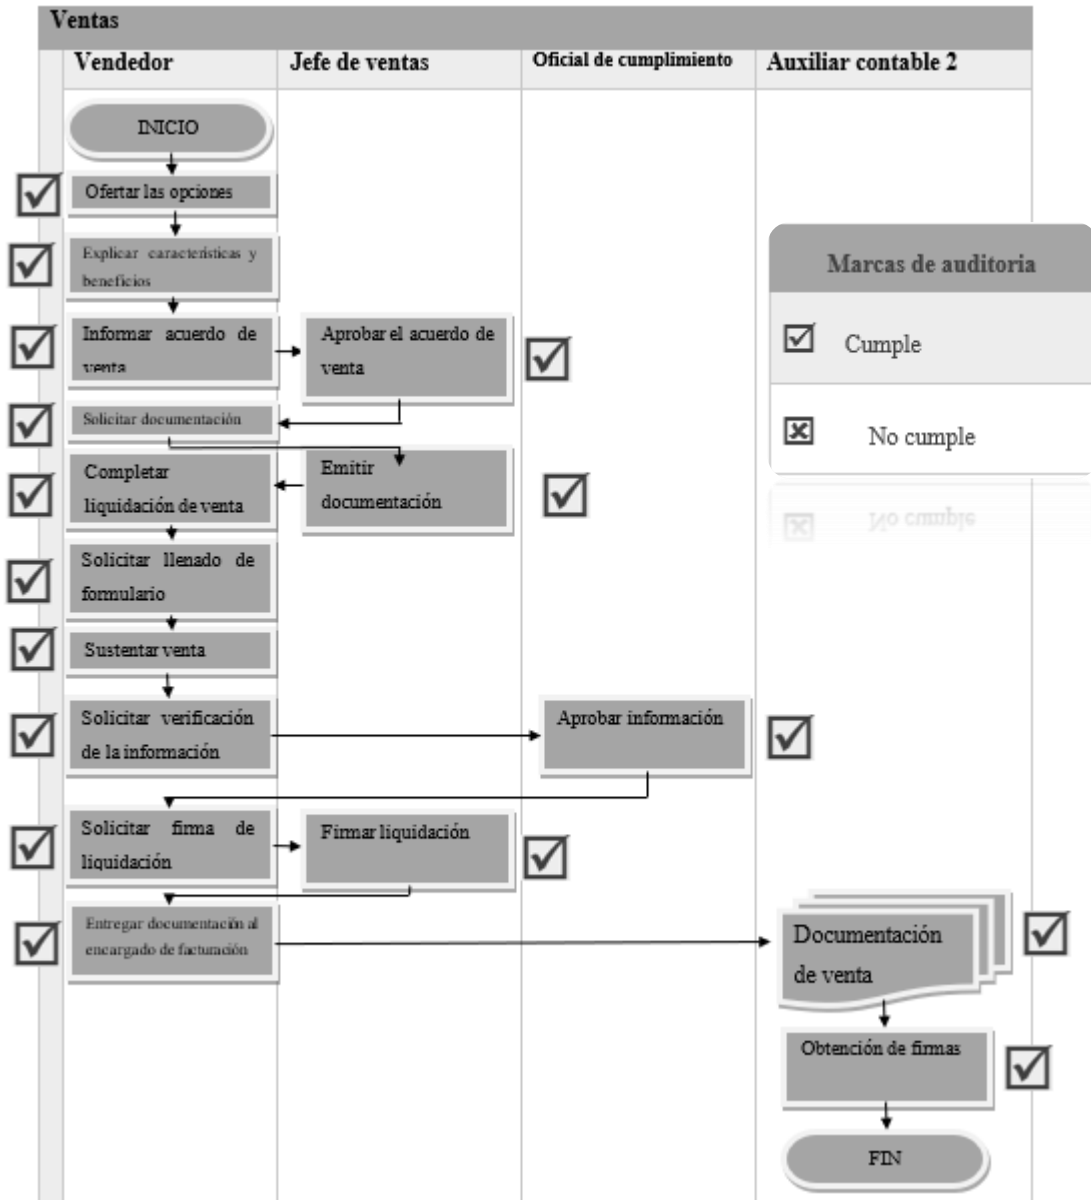 Ventas
Vendedor
Jefe de ventas
Oficial de cumplimiento
Auxiliar contable 2
INICIO
Ofertar las opciones
Explicar características y
beneficios
Informar acuerdo de
venta
Aprobar el acuerdo de
venta
Solicitar documentación
Completar
liquidación de venta
Emitir
documentación
Solicitar llenado de
formulario
Sustentar venta
Solicitar verificación
de la información
Aprobar información
Solicitar firma de
liquidación
Firmar liquidación
Entregar documentación al
encargado de facturación
Documentación
de venta
Obtención de firmas
FIN
Marcas de auditoria
Cumple
No cumple